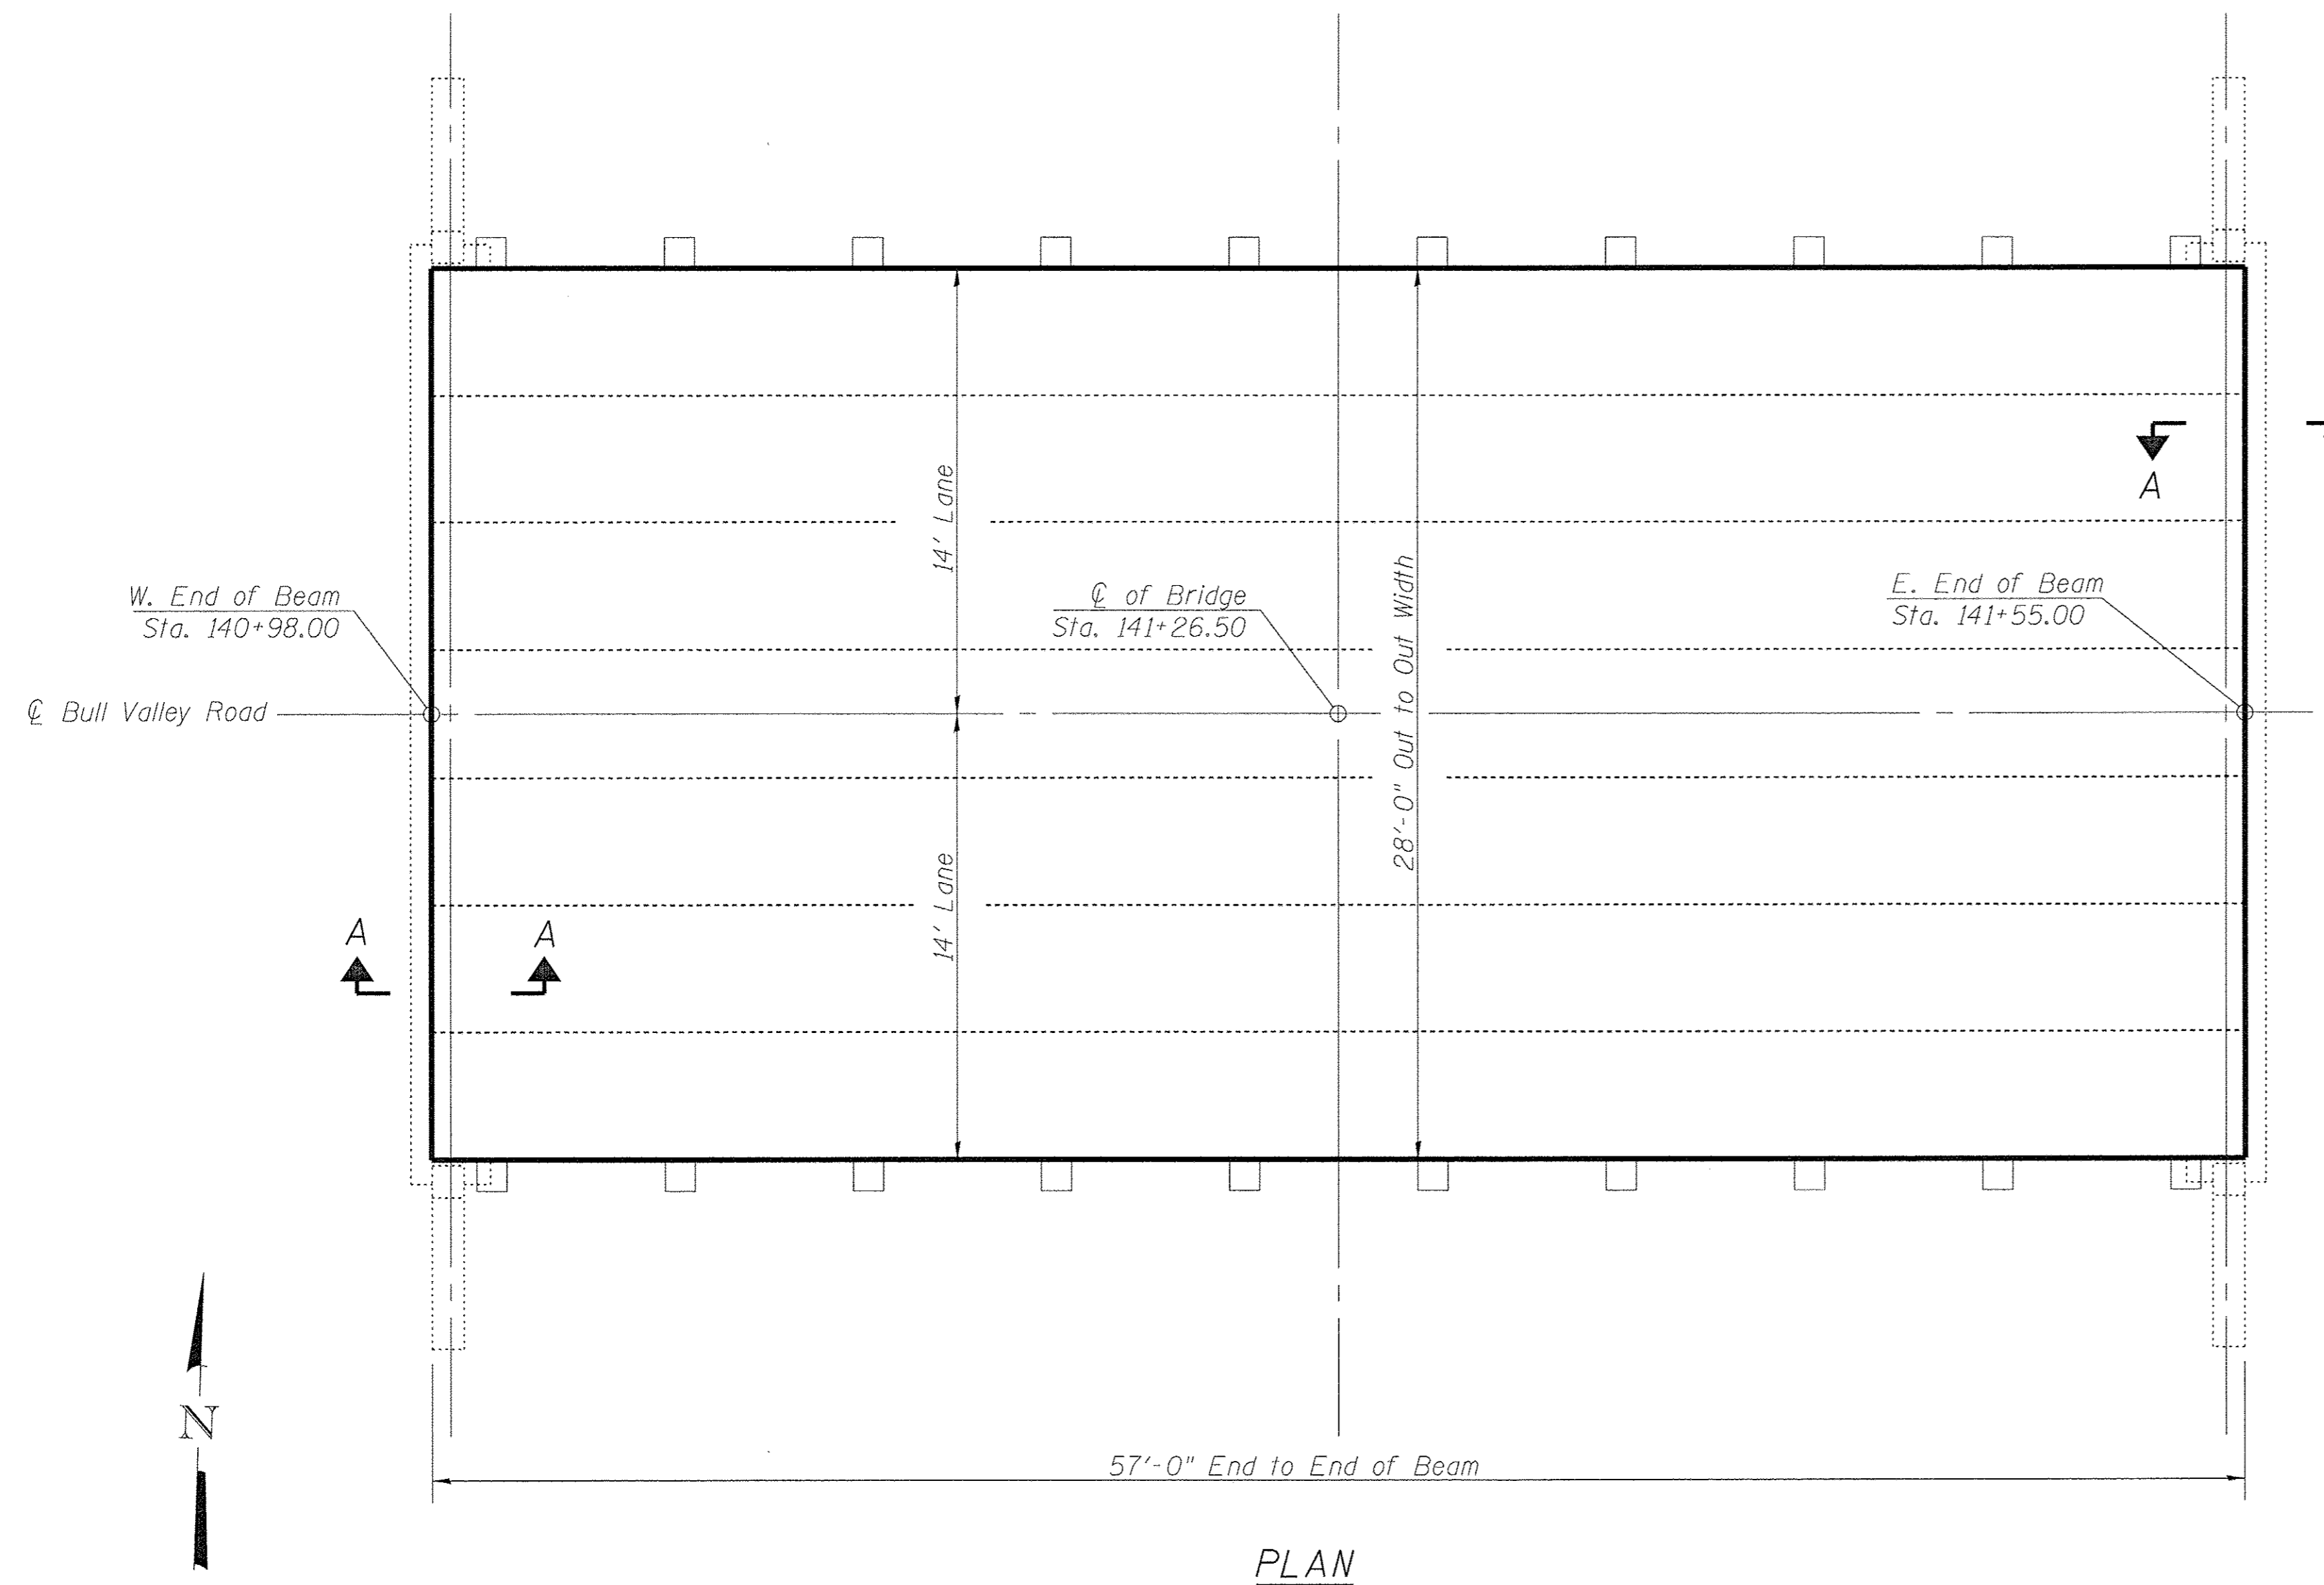 A
14' Lane
W. End of Beam
Sta. 140+98.00
℄ of Bridge
Sta. 141+26.50
28'-0" Out to Out Width
E. End of Beam
Sta. 141+55.00
℄ Bull Valley Road
14' Lane
A
A
N
57'-0" End to End of Beam
PLAN